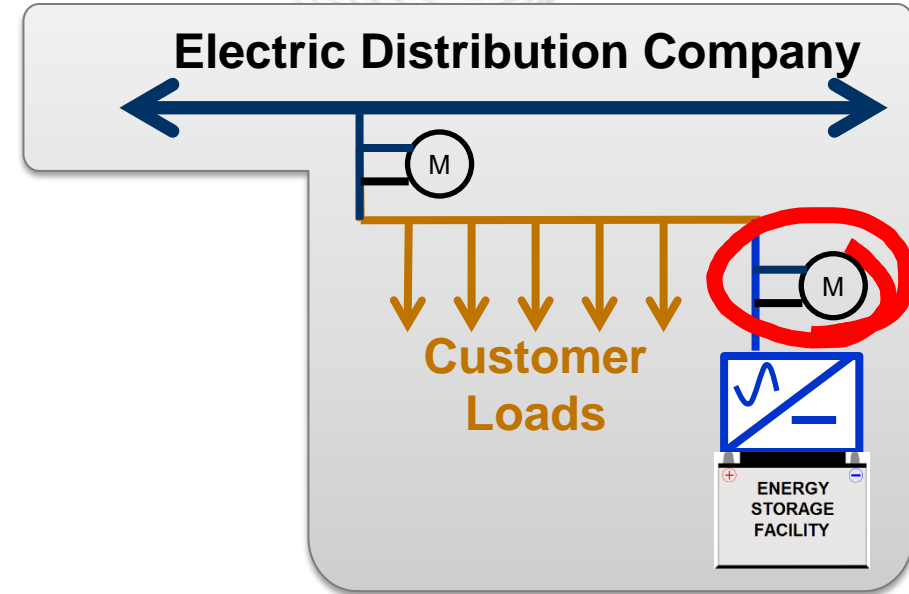 Electric Distribution Company
M
M
Customer
Loads
+ −
ENERGY
STORAGE
FACILITY